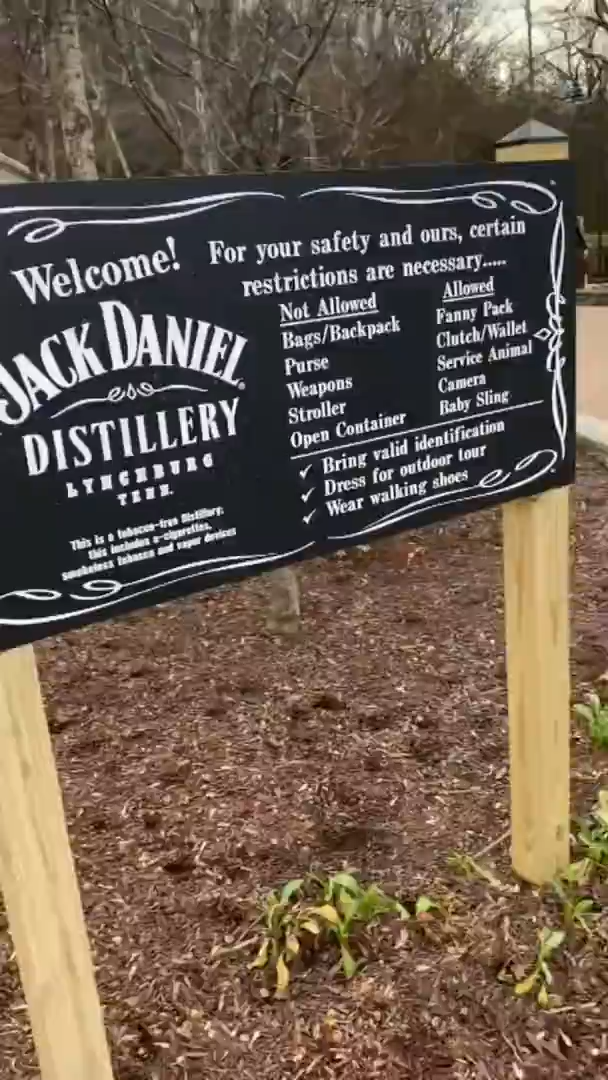 Welcome!
JACK DANIEL
DISTILLERY
LYNCHBURG
TENN.
This is a tobacco-free Distillery;
this includes e-cigarettes,
smokeless tobacco and vapor devices
For your safety and ours, certain
restrictions are necessary.....
Not Allowed
Bags/Backpack
Purse
Weapons
Stroller
Open Container
Allowed
Fanny Pack
Clutch/Wallet
Service Animal
Camera
Baby Sling
✓ Bring valid identification
✓ Dress for outdoor tour
✓ Wear walking shoes